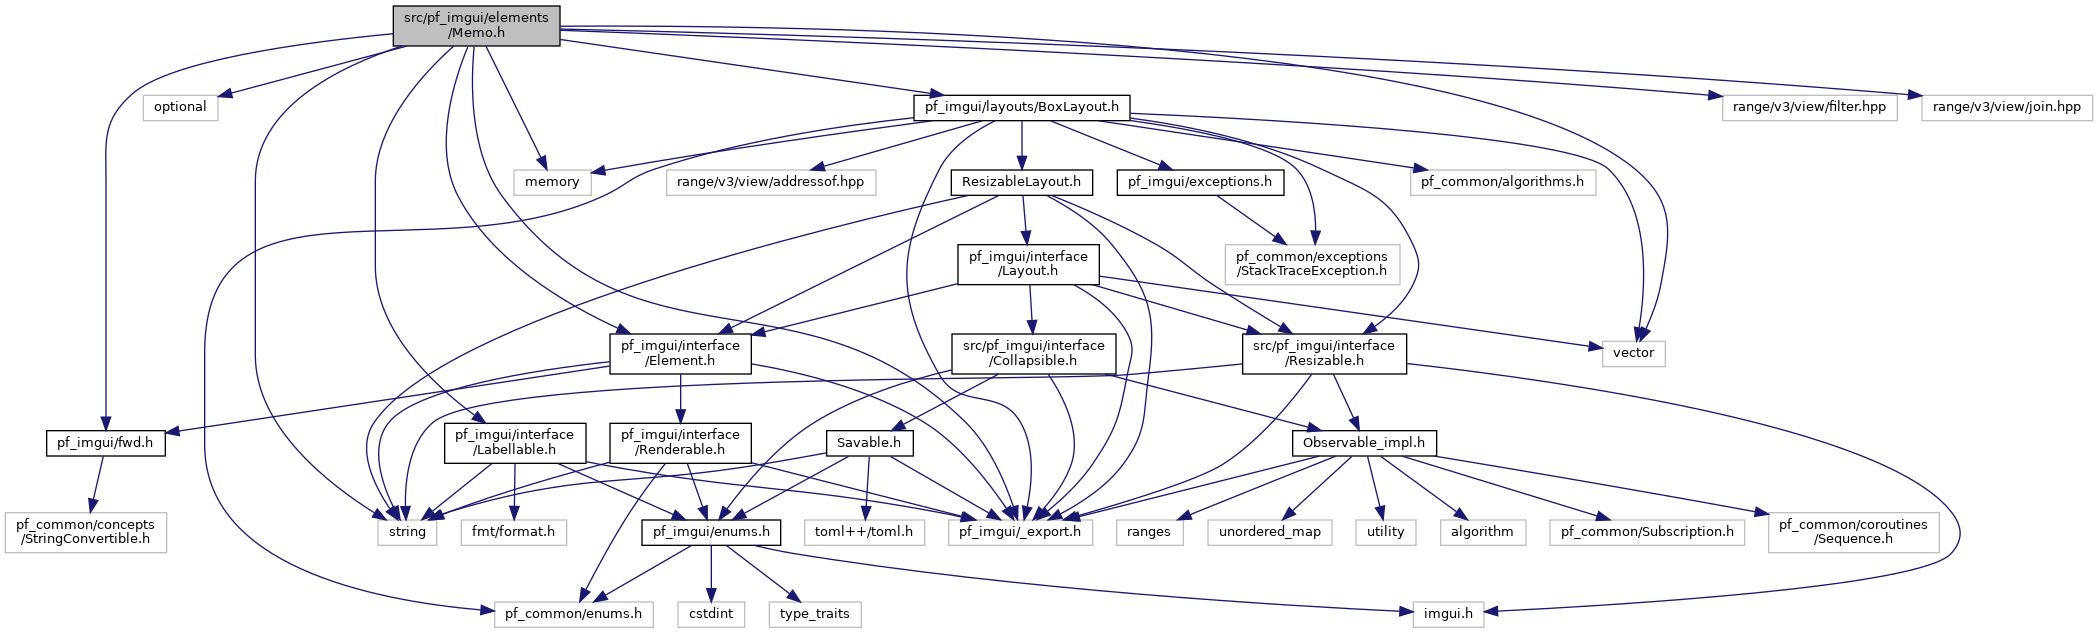 src/pf_imgui/elements
/Memo.h
optional
pf_imgui/layouts/BoxLayout.h
range/v3/view/filter.hpp
range/v3/view/join.hpp
memory
range/v3/view/addressof.hpp
ResizableLayout.h
pf_imgui/exceptions.h
pf_common/algorithms.h
pf_imgui/interface
/Layout.h
pf_common/exceptions
/StackTraceException.h
pf_imgui/interface
/Element.h
src/pf_imgui/interface
/Collapsible.h
src/pf_imgui/interface
/Resizable.h
vector
pf_imgui/fwd.h
pf_imgui/interface
/Labellable.h
pf_imgui/interface
/Renderable.h
Savable.h
Observable_impl.h
pf_common/concepts
/StringConvertible.h
string
fmt/format.h
pf_imgui/enums.h
toml++/toml.h
pf_imgui/_export.h
ranges
unordered_map
utility
algorithm
pf_common/Subscription.h
pf_common/coroutines
/Sequence.h
pf_common/enums.h
cstdint
type_traits
imgui.h